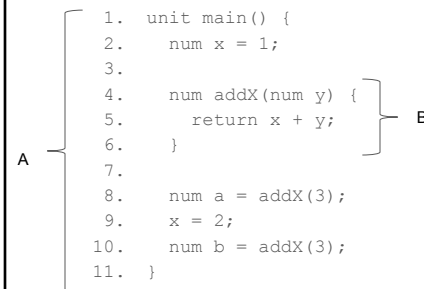 1. unit main() {
2. num x = 1;
3.
4. num addX(num y) {
5. return x + y;
6. }
7.
8. num a = addX(3);
9. x = 2;
10. num b = addX(3);
11. }
A
B